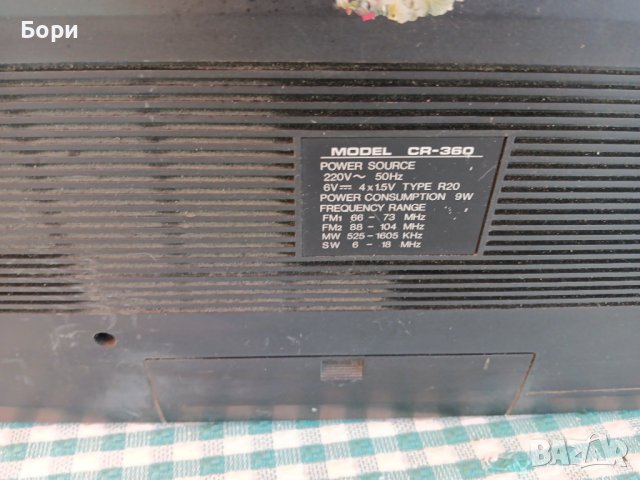 Бори
MODEL CR-360
POWER SOURCE
220V～ 50Hz
6V⎓ 4x1.5V TYPE R20
POWER CONSUMPTION 9W
FREQUENCY RANGE
FM1 66 - 73 MHz
FM2 88 - 104 MHz
MW 525-1605 KHz
SW 6 - 18 MHz
BAZAR